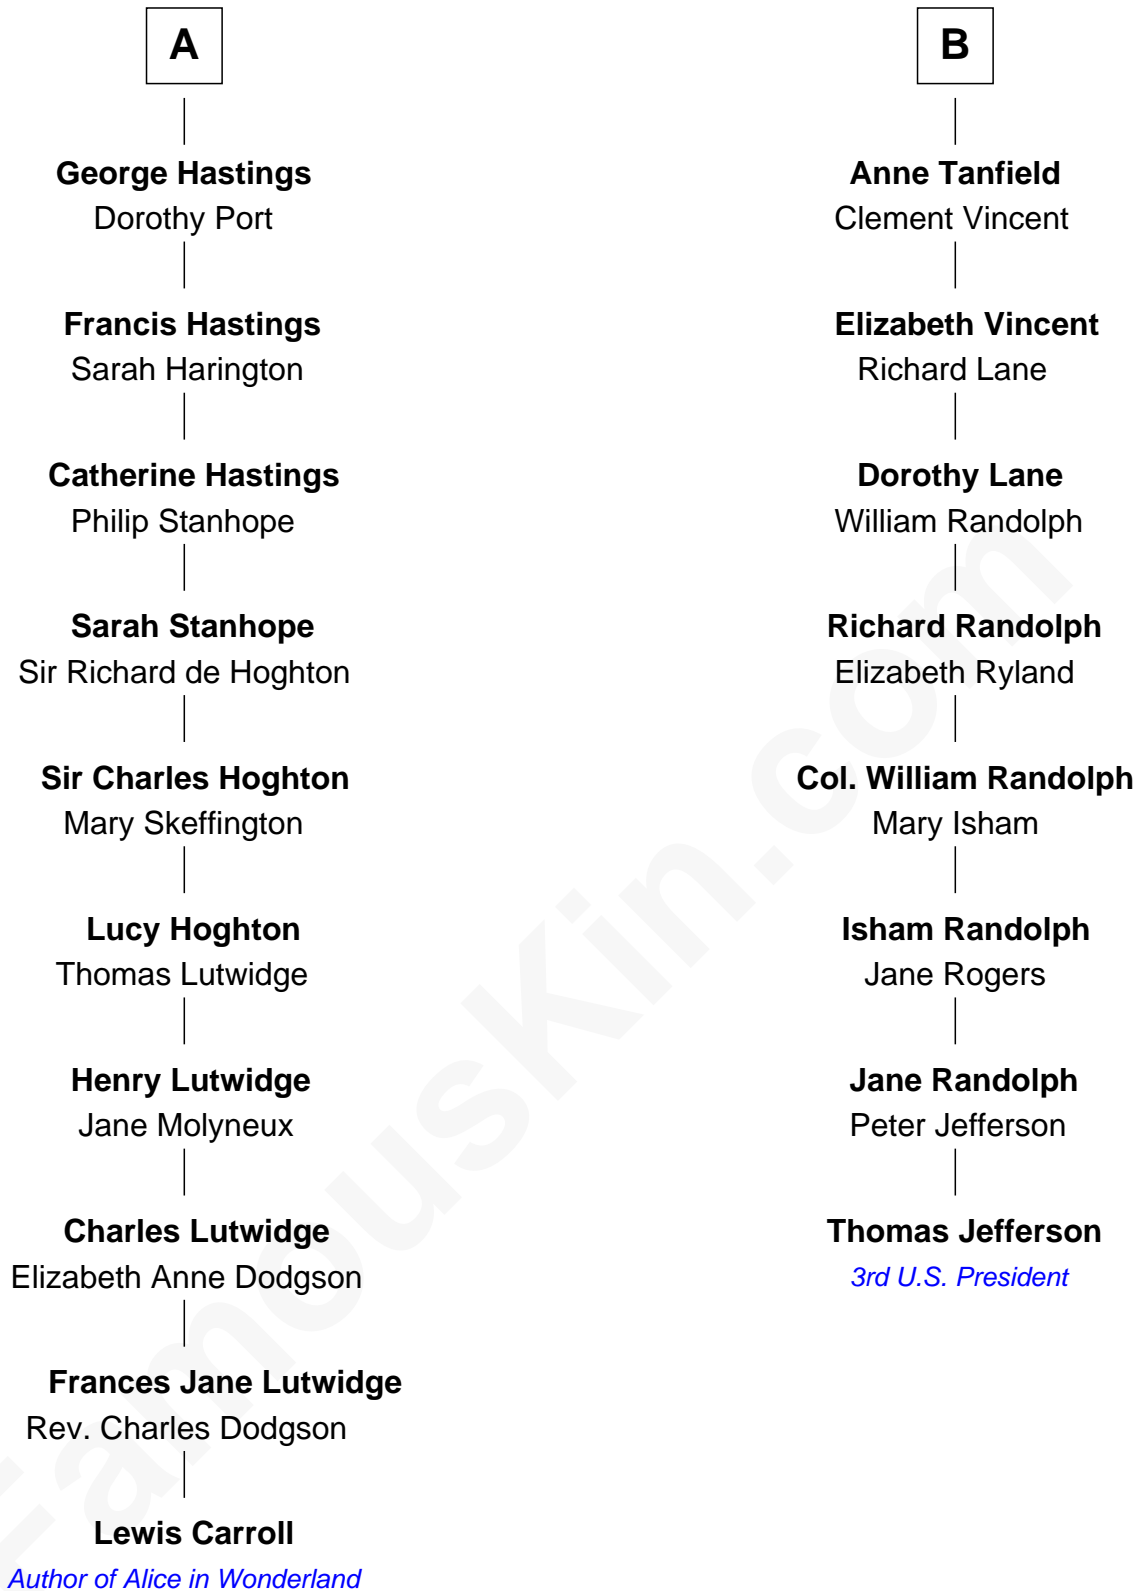 A
George Hastings
Dorothy Port
Francis Hastings
Sarah Harington
Catherine Hastings
Philip Stanhope
Sarah Stanhope
Sir Richard de Hoghton
Sir Charles Hoghton
Mary Skeffington
Lucy Hoghton
Thomas Lutwidge
Henry Lutwidge
Jane Molyneux
Charles Lutwidge
Elizabeth Anne Dodgson
Frances Jane Lutwidge
Rev. Charles Dodgson
Lewis Carroll
Author of Alice in Wonderland
B
Anne Tanfield
Clement Vincent
Elizabeth Vincent
Richard Lane
Dorothy Lane
William Randolph
Richard Randolph
Elizabeth Ryland
Col. William Randolph
Mary Isham
Isham Randolph
Jane Rogers
Jane Randolph
Peter Jefferson
Thomas Jefferson
3rd U.S. President
FamousKin.com